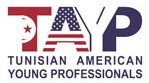 TAYP
TUNISIAN AMERICAN
YOUNG PROFESSIONALS